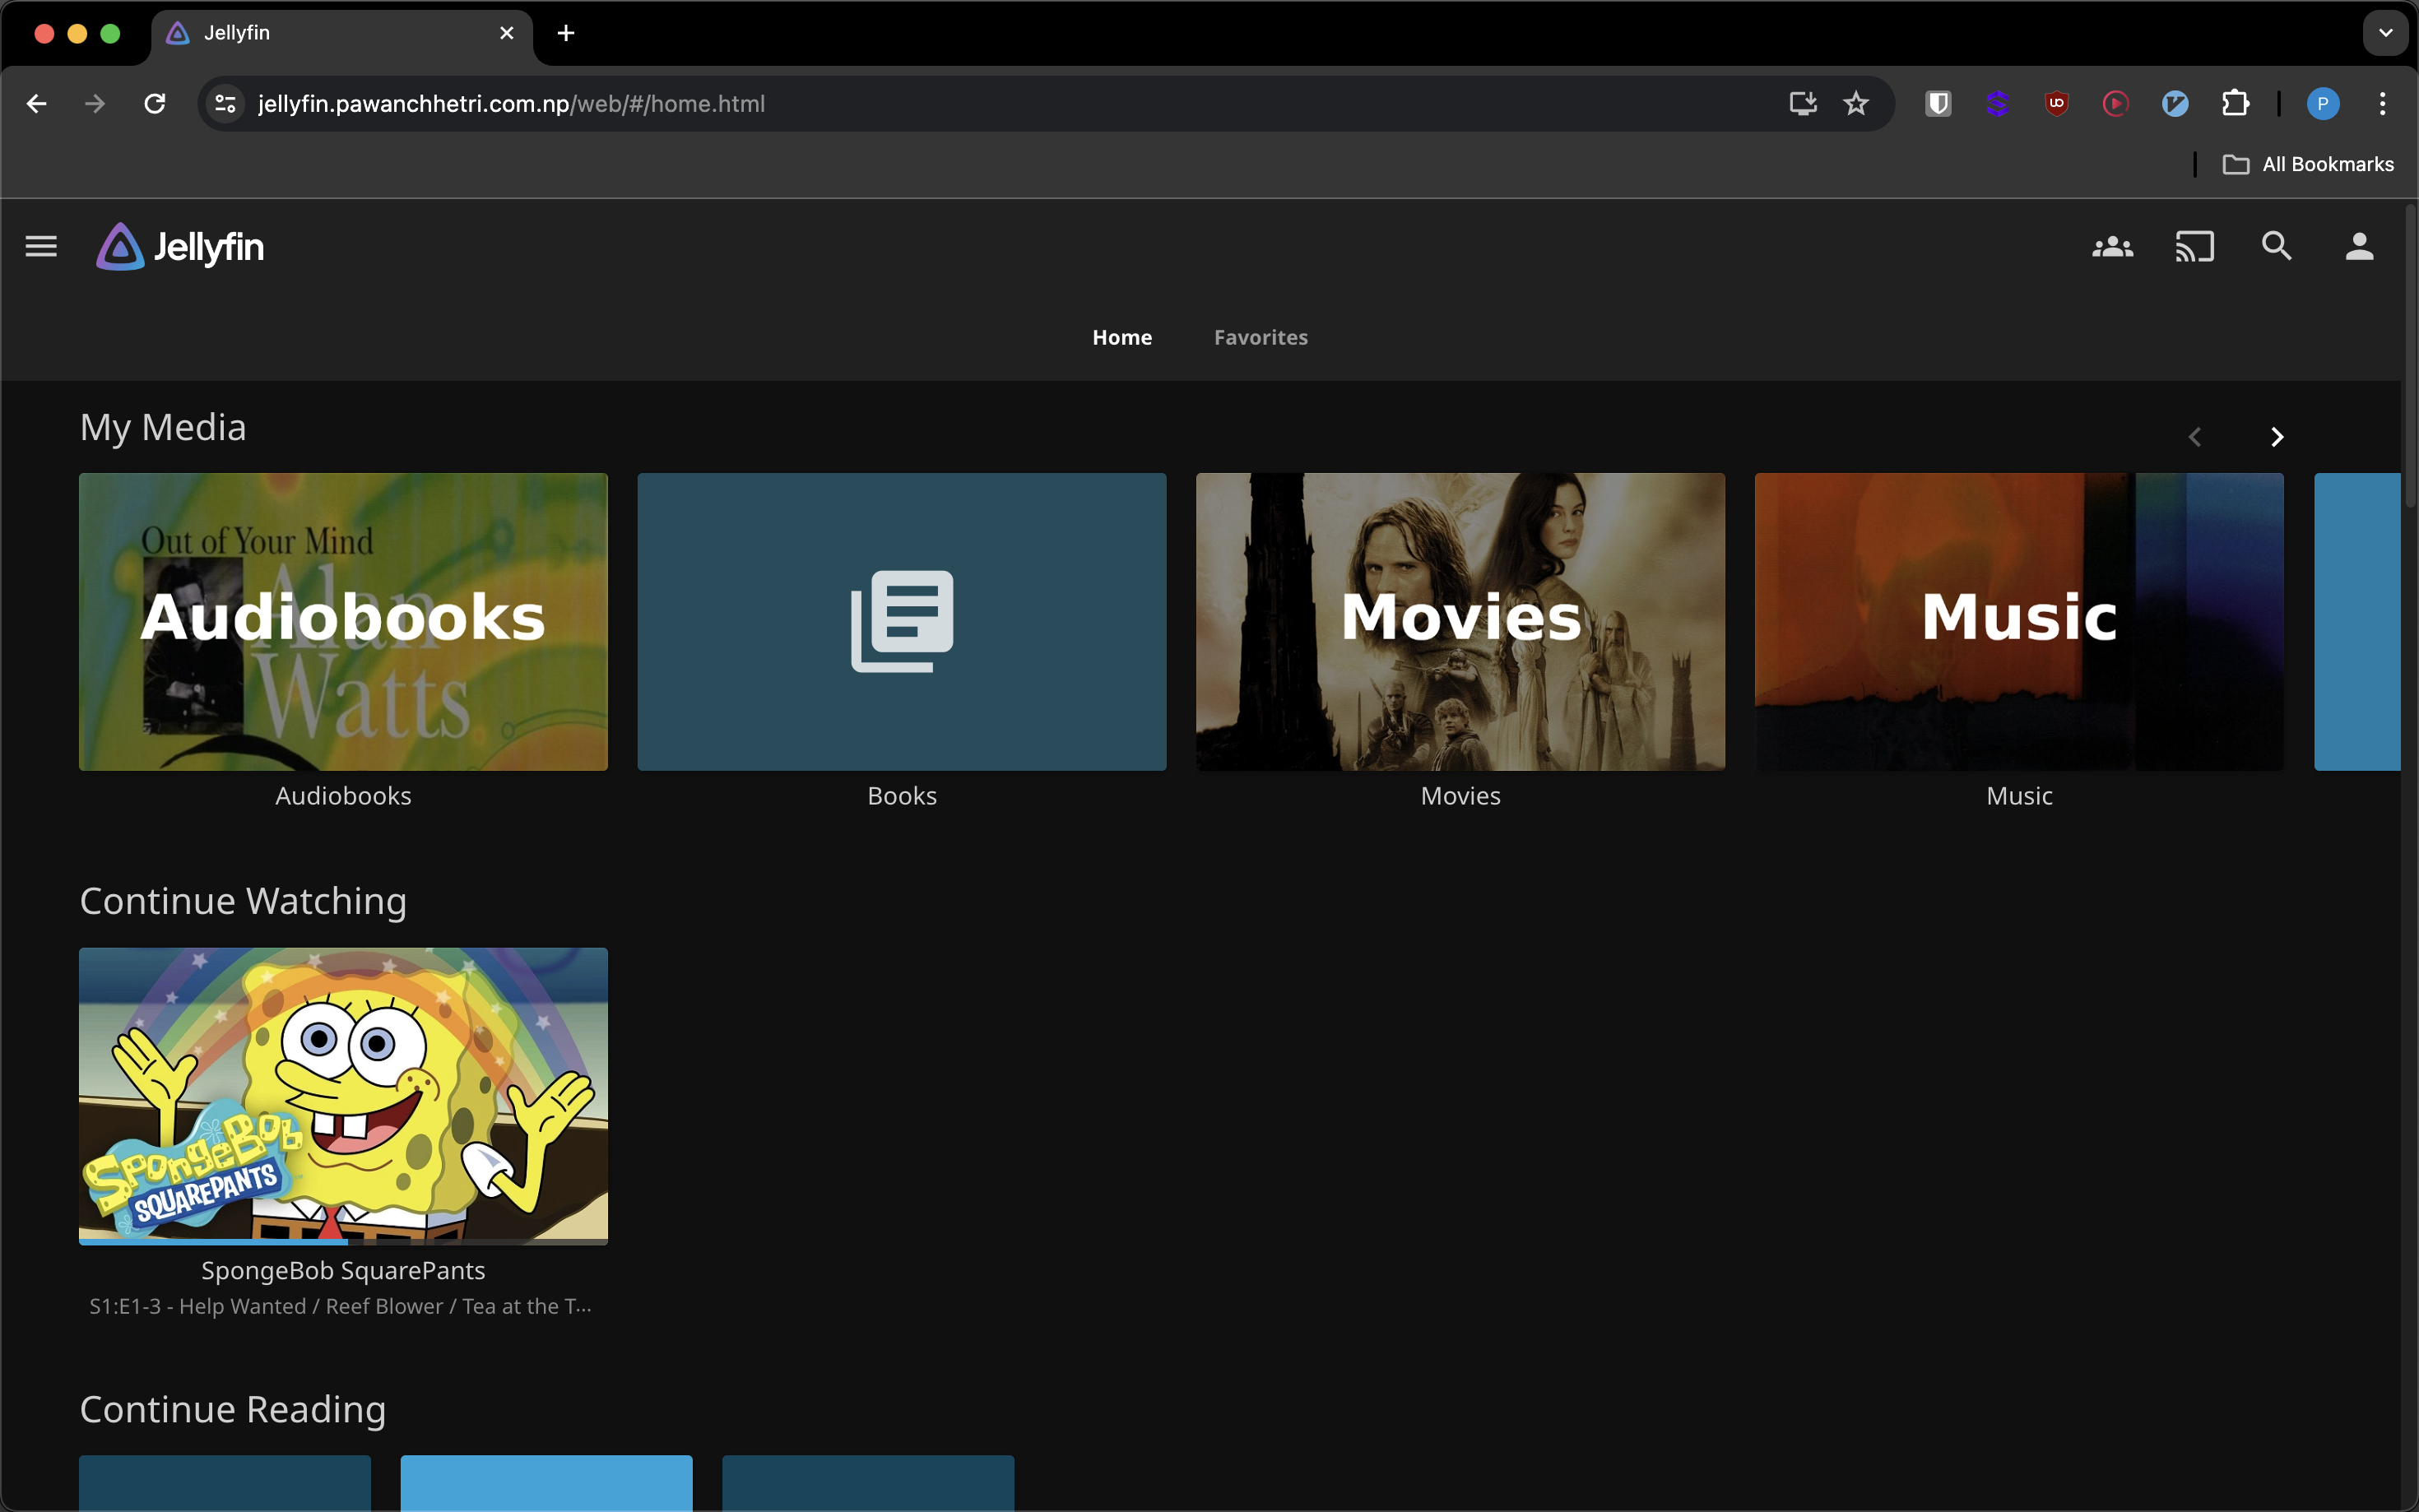 Jellyfin
jellyfin.pawanchhetri.com.np/web/#/home.html
P
All Bookmarks
Jellyfin
Home Favorites
My Media
Out of Your Mind
Alan
Watts
Audiobooks
Movies
Music
Audiobooks
Books
Movies
Music
Continue Watching
SpongeBob
SQUAREPANTS
SpongeBob SquarePants
S1:E1-3 - Help Wanted / Reef Blower / Tea at the T...
Continue Reading